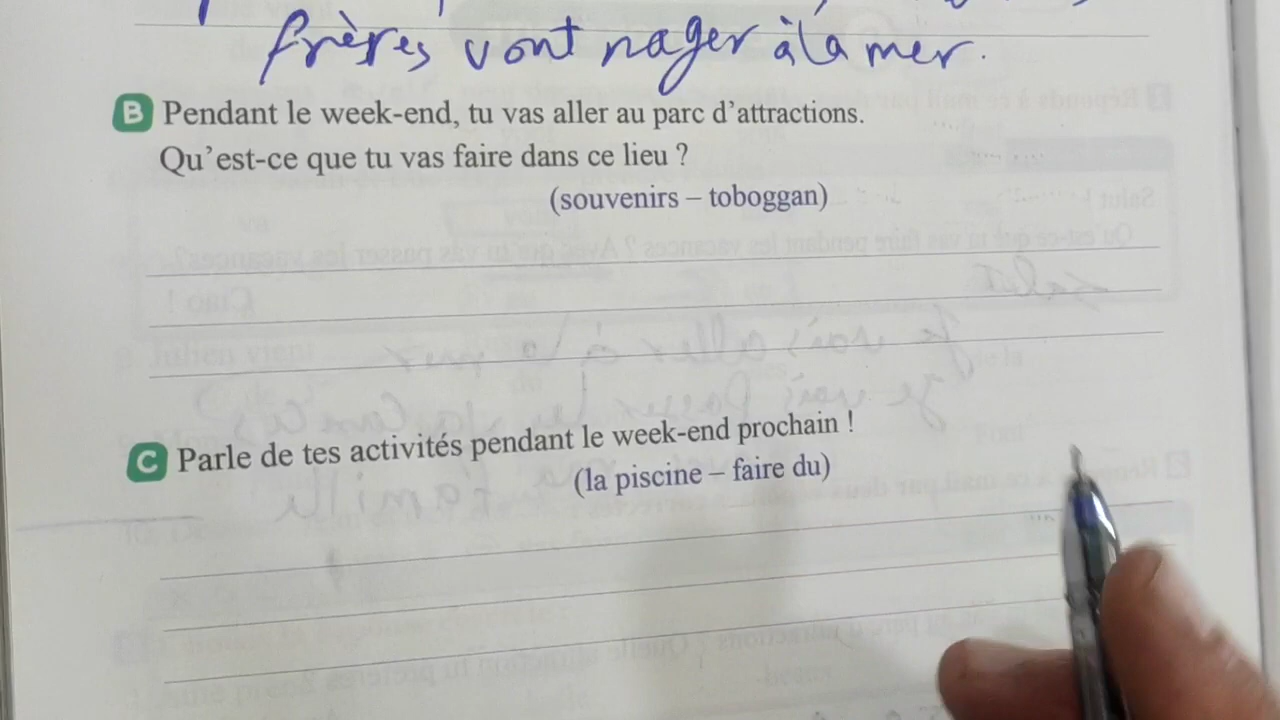 frères vont nager à la mer.
B Pendant le week-end, tu vas aller au parc d'attractions.
Qu'est-ce que tu vas faire dans ce lieu ?
(souvenirs – toboggan)
C Parle de tes activités pendant le week-end prochain !
(la piscine – faire du)